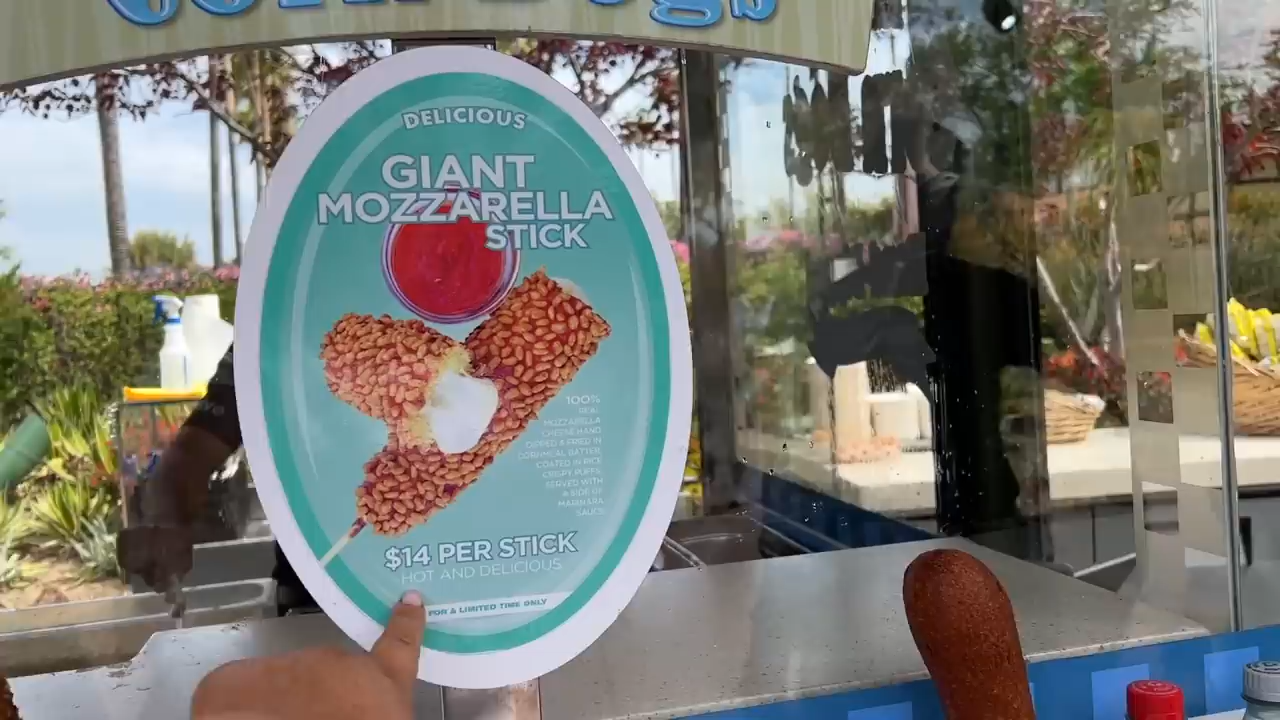 DELICIOUS
GIANT
MOZZARELLA
STICK
100%
REAL
MOZZARELLA
CHEESE HAND
DIPPED & FRIED IN
CORNMEAL BATTER
COATED IN RICE
CRISPY PUFFS.
SERVED WITH
A SIDE OF
MARINARA
SAUCE
$14 PER STICK
HOT AND DELICIOUS
FOR A LIMITED TIME ONLY